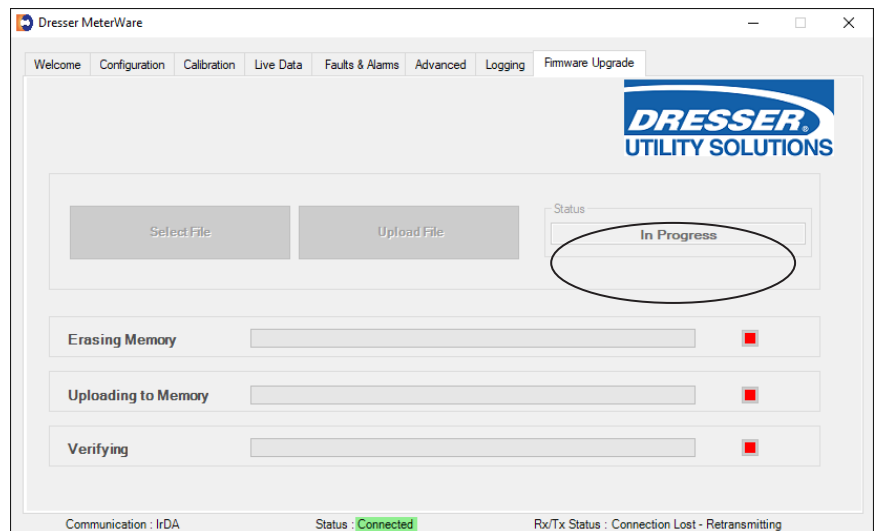 Dresser MeterWare
Welcome Configuration Calibration Live Data Faults & Alarms Advanced Logging Firmware Upgrade
DRESSER®
UTILITY SOLUTIONS
Select File Upload File
Status
In Progress
Erasing Memory
Uploading to Memory
Verifying
Communication : IrDA Status : Connected Rx/Tx Status : Connection Lost - Retransmitting